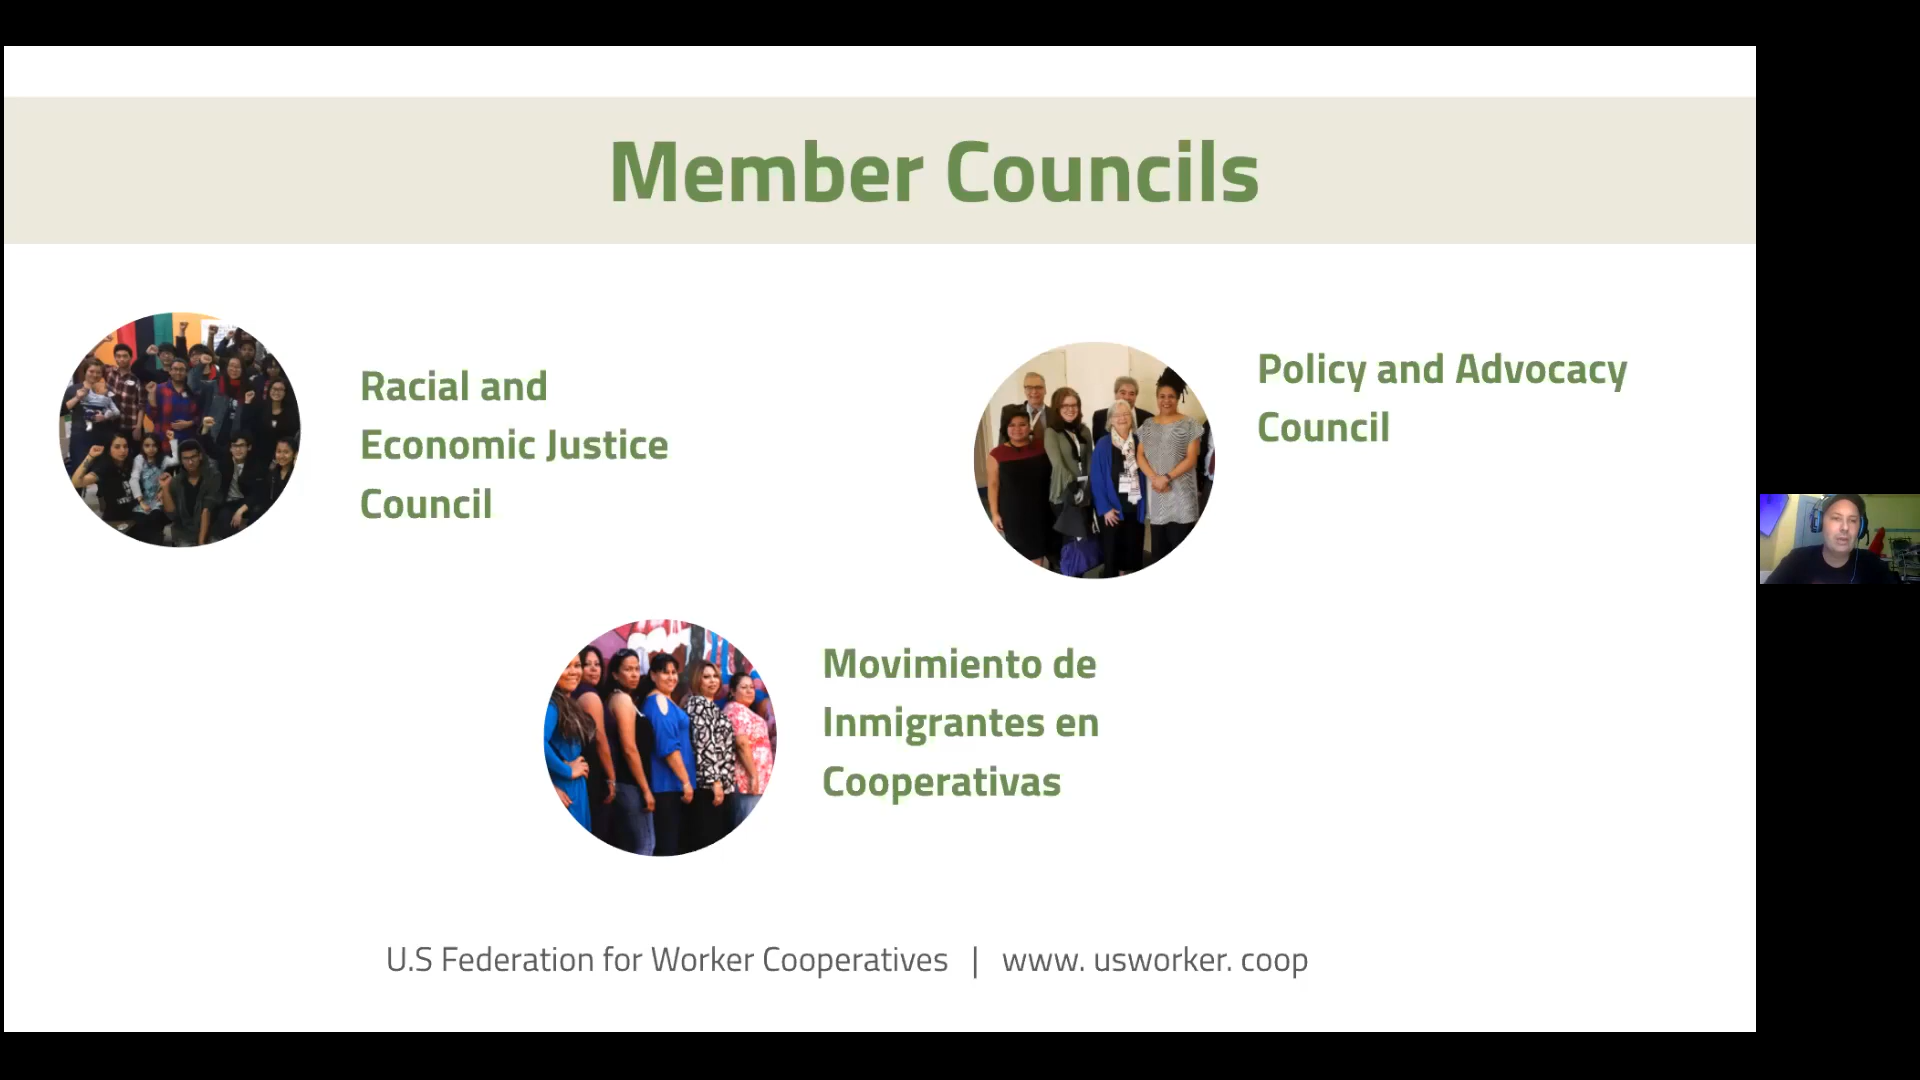 Member Councils
Racial and
Economic Justice
Council
Policy and Advocacy
Council
Movimiento de
Inmigrantes en
Cooperativas
U.S Federation for Worker Cooperatives | www. usworker. coop